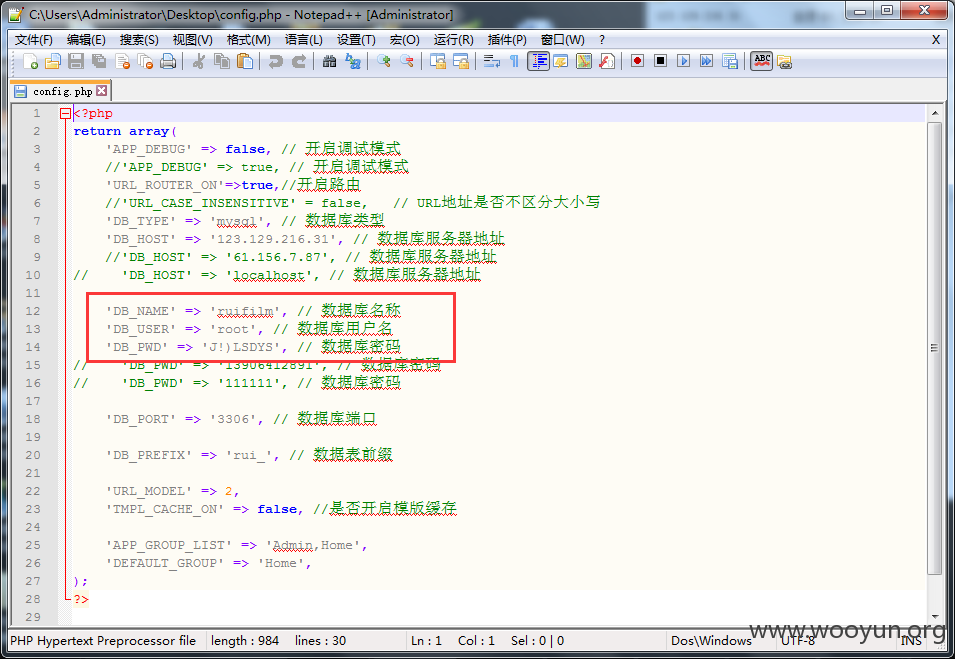 C:\Users\Administrator\Desktop\config.php - Notepad++ [Administrator]
文件(F) 编辑(E) 搜索(S) 视图(V) 格式(M) 语言(L) 设置(T) 宏(O) 运行(R) 插件(P) 窗口(W) ? X
ABC
config.php
1 <?php
2 return array(
3 'APP_DEBUG' => false, // 开启调试模式
4 //'APP_DEBUG' => true, // 开启调试模式
5 'URL_ROUTER_ON'=>true,//开启路由
6 //'URL_CASE_INSENSITIVE' = false, // URL地址是否不区分大小写
7 'DB_TYPE' => 'mysql', // 数据库类型
8 'DB_HOST' => '123.129.216.31', // 数据库服务器地址
9 //'DB_HOST' => '61.156.7.87', // 数据库服务器地址
10 // 'DB_HOST' => 'localhost', // 数据库服务器地址
11
12 'DB_NAME' => 'ruifilm', // 数据库名称
13 'DB_USER' => 'root', // 数据库用户名
14 'DB_PWD' => 'J!)LSDYS', // 数据库密码
15 // 'DB_PWD' => '13906412891', // 数据库密码
16 // 'DB_PWD' => '111111', // 数据库密码
17
18 'DB_PORT' => '3306', // 数据库端口
19
20 'DB_PREFIX' => 'rui_', // 数据表前缀
21
22 'URL_MODEL' => 2,
23 'TMPL_CACHE_ON' => false, //是否开启模版缓存
24
25 'APP_GROUP_LIST' => 'Admin,Home',
26 'DEFAULT_GROUP' => 'Home',
27 );
28 ?>
29
PHP Hypertext Preprocessor file length : 984 lines : 30 Ln : 1 Col : 1 Sel : 0 | 0 Dos\Windows UTF-8 INS
www.wooyun.org